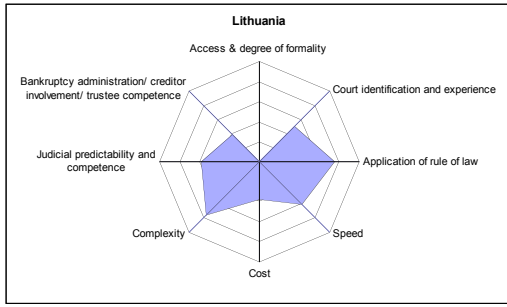 Lithuania
Access & degree of formality
Bankruptcy administration/ creditor
involvement/ trustee competence
Court identification and experience
Judicial predictability and
competence
Application of rule of law
Complexity
Speed
Cost